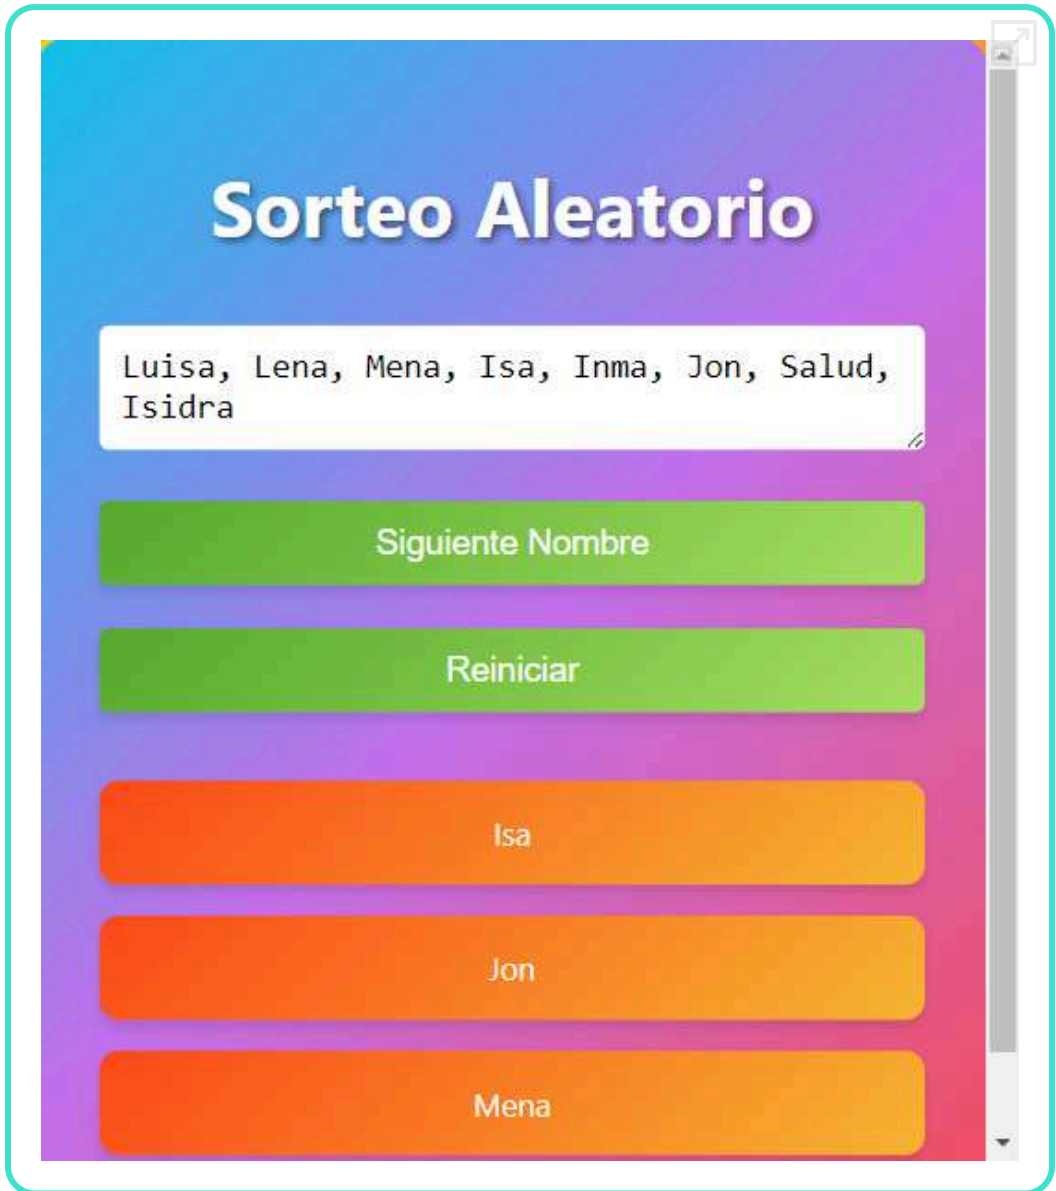 Sorteo Aleatorio
Luisa, Lena, Mena, Isa, Inma, Jon, Salud,
Isidra
Siguiente Nombre
Reiniciar
Isa
Jon
Mena